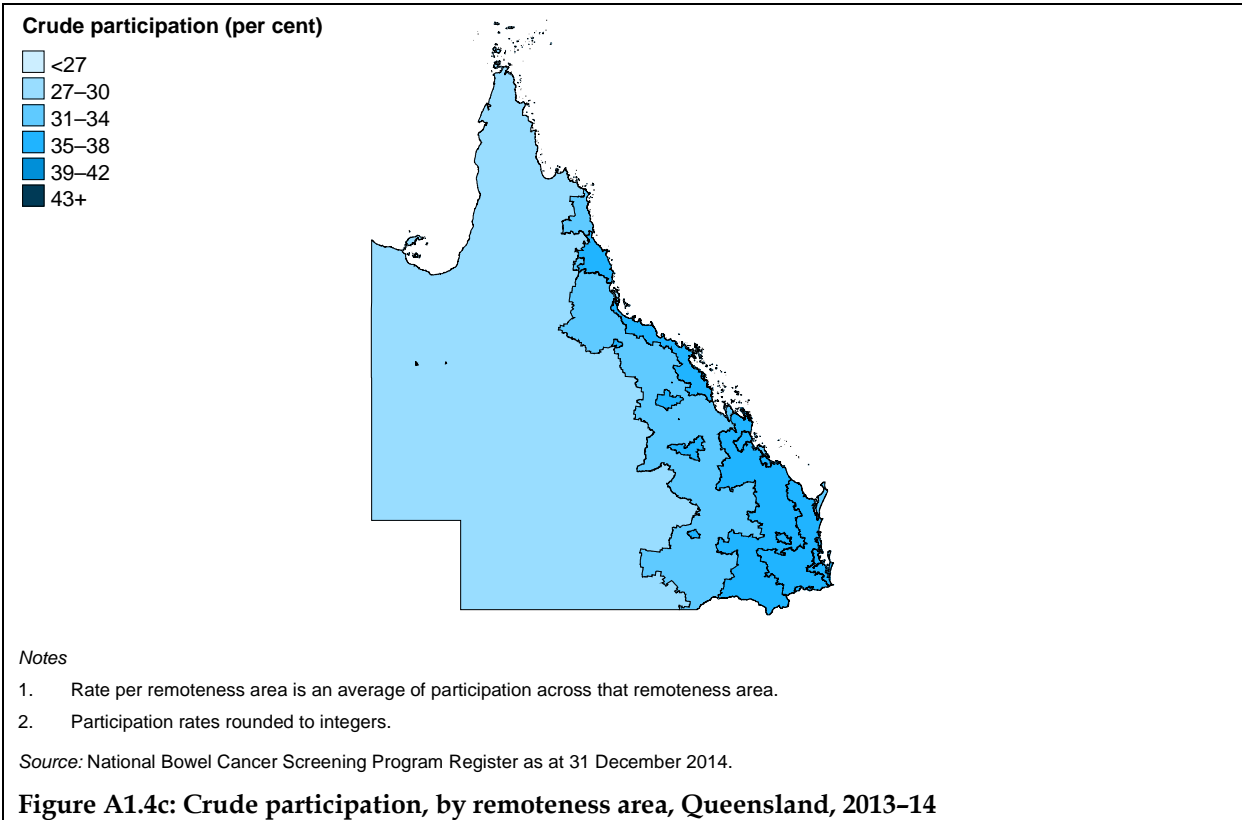 Crude participation (per cent)
<27
27–30
31–34
35–38
39–42
43+
Notes
1. Rate per remoteness area is an average of participation across that remoteness area.
2. Participation rates rounded to integers.
Source: National Bowel Cancer Screening Program Register as at 31 December 2014.
Figure A1.4c: Crude participation, by remoteness area, Queensland, 2013–14